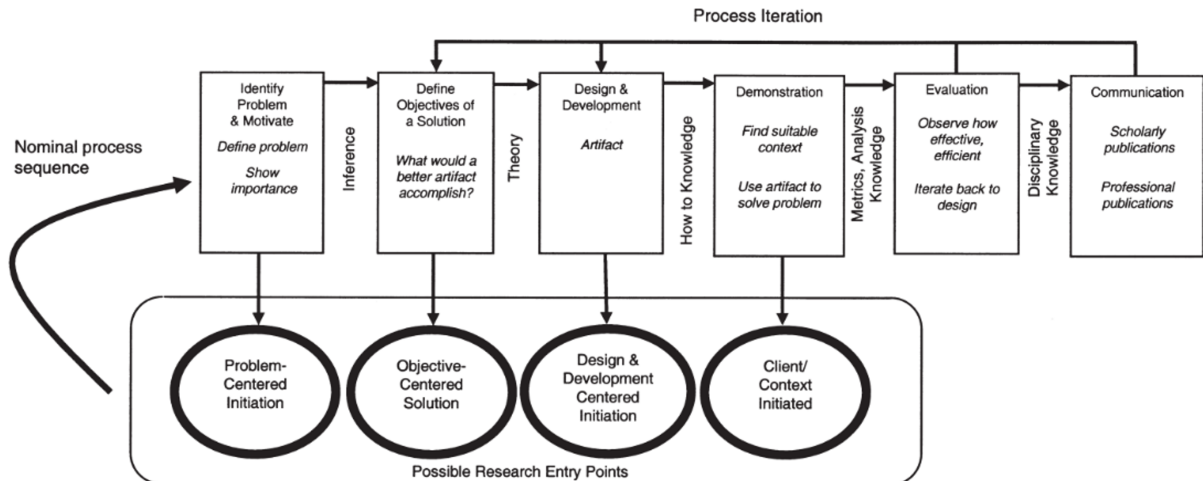 Process Iteration
Nominal process
sequence
Identify
Problem
& Motivate
Define problem
Show
importance
Inference
Define
Objectives of
a Solution
What would a
better artifact
accomplish?
Theory
Design &
Development
Artifact
How to Knowledge
Demonstration
Find suitable
context
Use artifact to
solve problem
Metrics, Analysis
Knowledge
Evaluation
Observe how
effective,
efficient
Iterate back to
design
Disciplinary
Knowledge
Communication
Scholarly
publications
Professional
publications
Problem-
Centered
Initiation
Objective-
Centered
Solution
Design &
Development
Centered
Initiation
Client/
Context
Initiated
Possible Research Entry Points